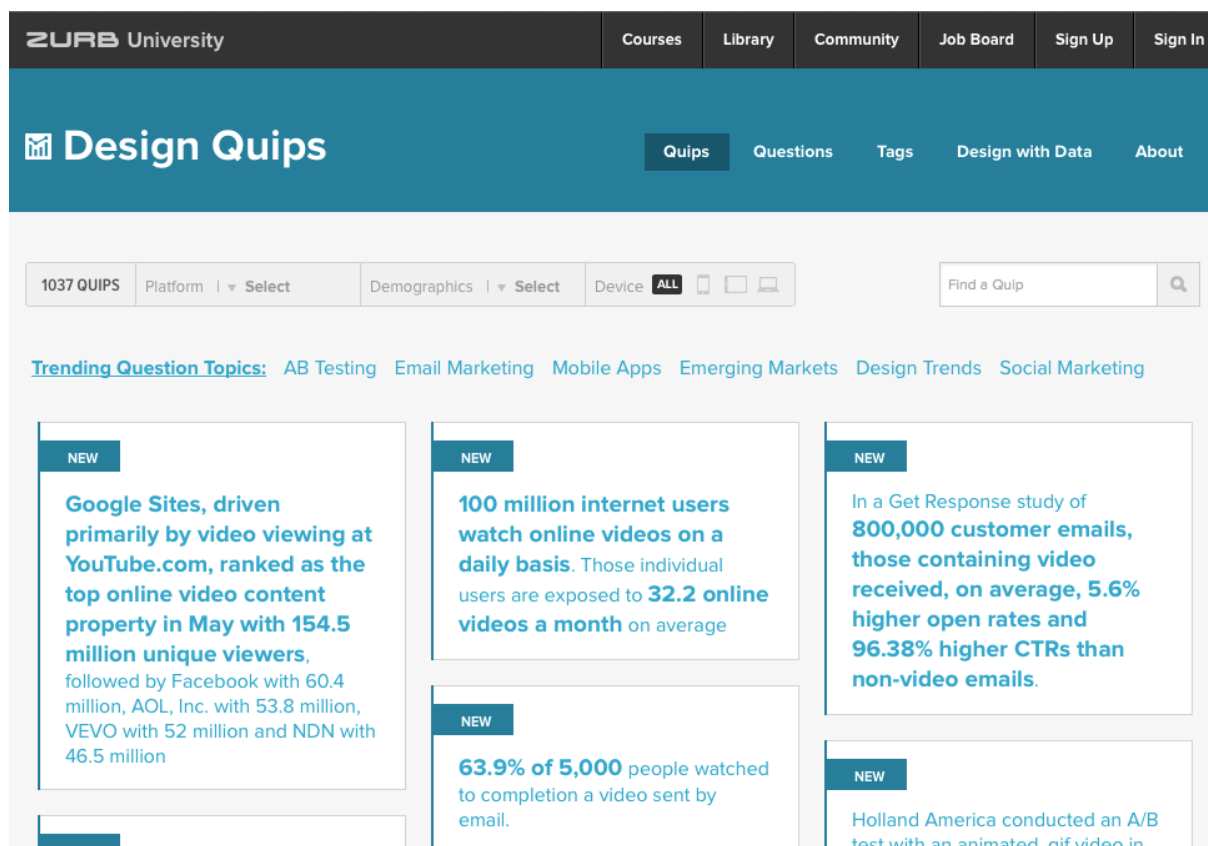 ZURB University
Courses
Library
Community
Job Board
Sign Up
Sign In
Design Quips
Quips
Questions
Tags
Design with Data
About
1037 QUIPS
Platform
Select
Demographics
Select
Device
ALL
Find a Quip
Trending Question Topics: AB Testing Email Marketing Mobile Apps Emerging Markets Design Trends Social Marketing
NEW
Google Sites, driven
primarily by video viewing at
YouTube.com, ranked as the
top online video content
property in May with 154.5
million unique viewers,
followed by Facebook with 60.4
million, AOL, Inc. with 53.8 million,
VEVO with 52 million and NDN with
46.5 million
NEW
100 million internet users
watch online videos on a
daily basis. Those individual
users are exposed to 32.2 online
videos a month on average
NEW
63.9% of 5,000 people watched
to completion a video sent by
email.
NEW
In a Get Response study of
800,000 customer emails,
those containing video
received, on average, 5.6%
higher open rates and
96.38% higher CTRs than
non-video emails.
NEW
Holland America conducted an A/B
test with an animated .gif video in